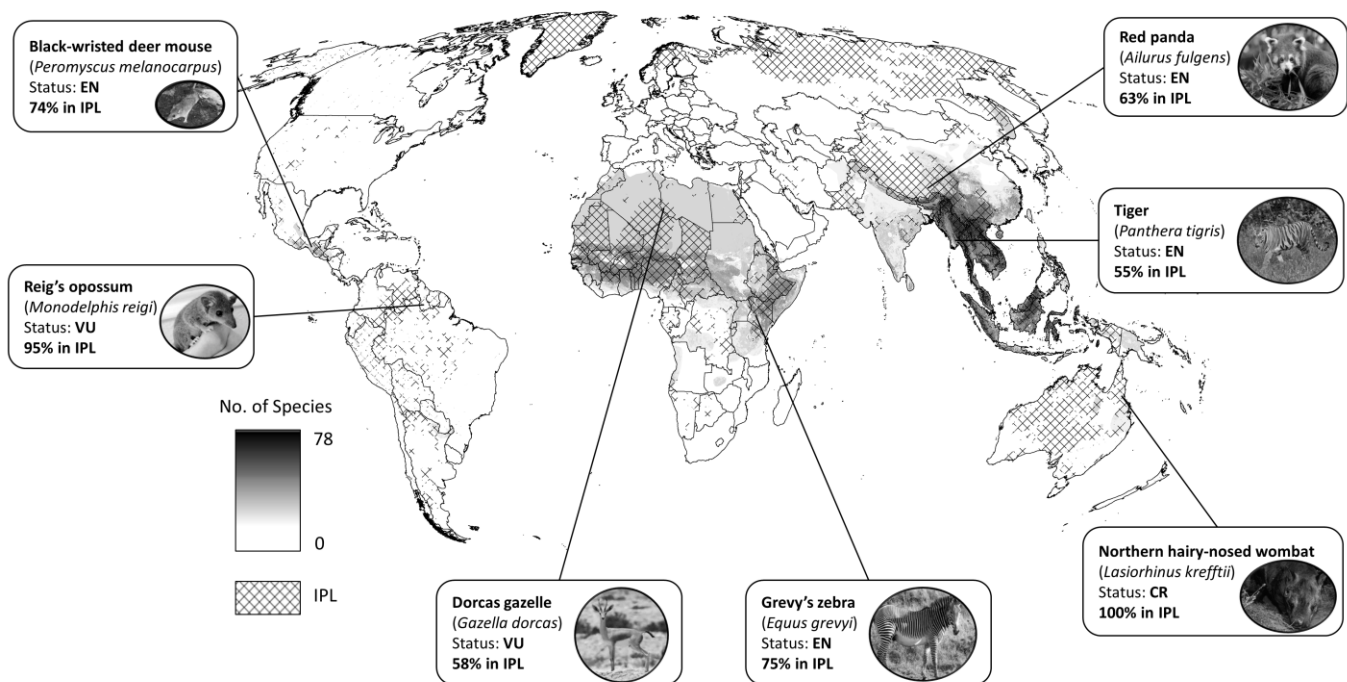 Black-wristed deer mouse
(Peromyscus melanocarpus)
Status: EN
74% in IPL
Red panda
(Ailurus fulgens)
Status: EN
63% in IPL
Tiger
(Panthera tigris)
Status: EN
55% in IPL
Reig's opossum
(Monodelphis reigi)
Status: VU
95% in IPL
No. of Species
78
0
IPL
Dorcas gazelle
(Gazella dorcas)
Status: VU
58% in IPL
Grevy's zebra
(Equus grevyi)
Status: EN
75% in IPL
Northern hairy-nosed wombat
(Lasiorhinus krefftii)
Status: CR
100% in IPL